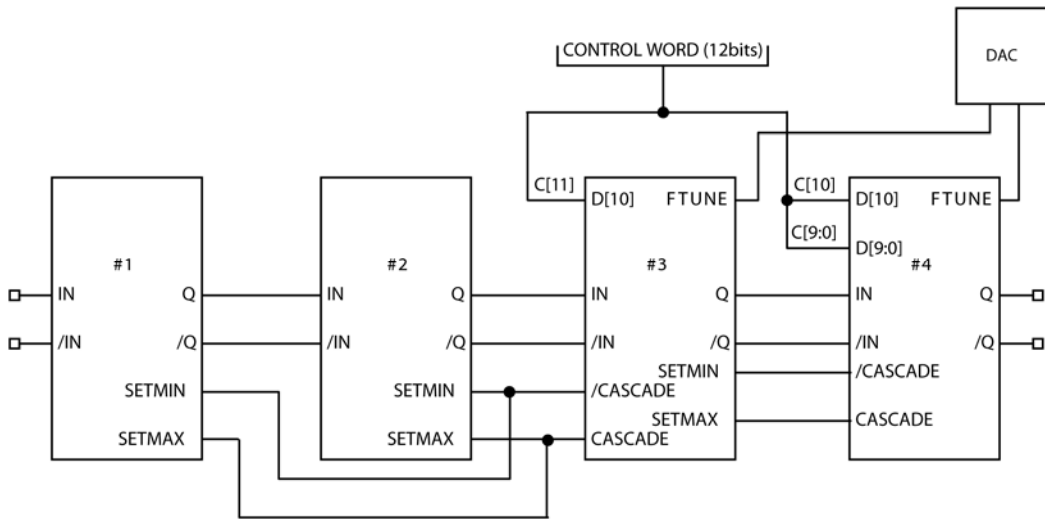 CONTROL WORD (12bits)
DAC
C[11]
C[10]
C[9:0]
#1
IN
/IN
Q
/Q
SETMIN
SETMAX
#2
IN
/IN
Q
/Q
SETMIN
SETMAX
D[10]
FTUNE
#3
IN
/IN
Q
/Q
SETMIN
/CASCADE
SETMAX
CASCADE
D[10]
FTUNE
D[9:0]
#4
IN
/IN
Q
/Q
/CASCADE
CASCADE